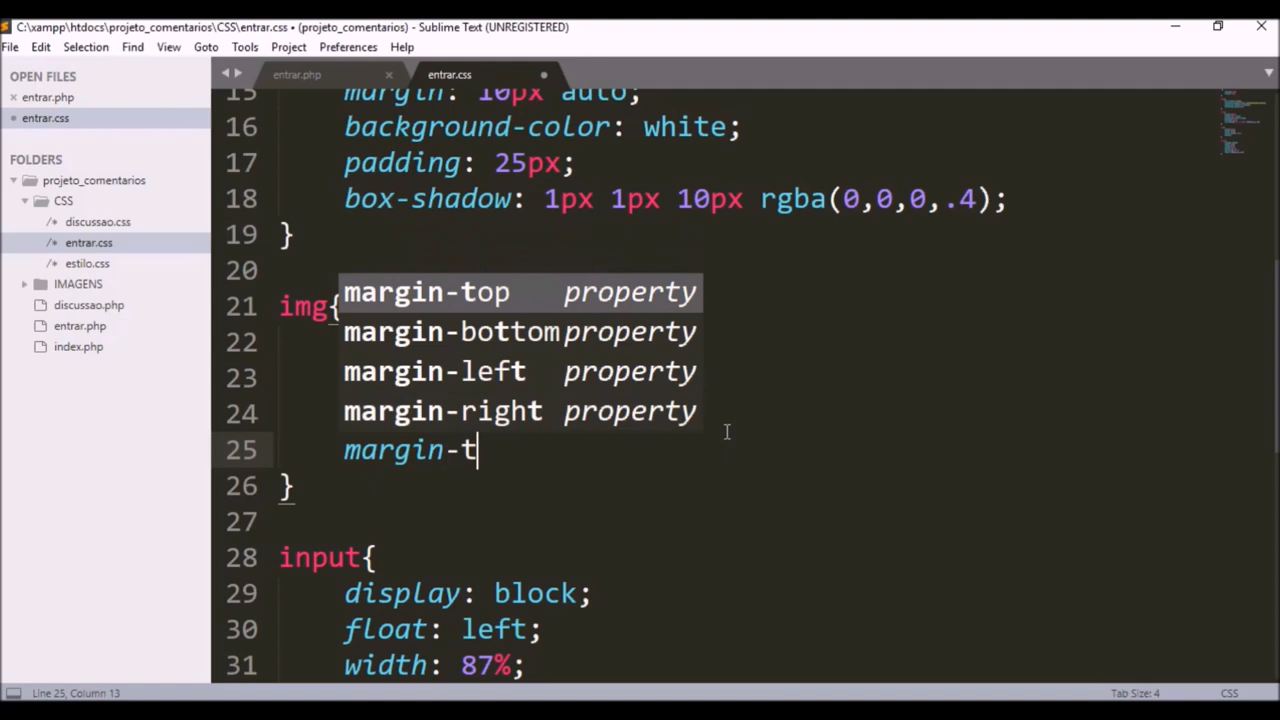 C:\xampp\htdocs\projeto_comentarios\CSS\entrar.css • (projeto_comentarios) - Sublime Text (UNREGISTERED)
File Edit Selection Find View Goto Tools Project Preferences Help
OPEN FILES
entrar.php
entrar.css
FOLDERS
projeto_comentarios
CSS
/* discussao.css
/* entrar.css
/* estilo.css
IMAGENS
discussao.php
entrar.php
index.php
entrar.php entrar.css
15 margin: 10px auto;
16 background-color: white;
17 padding: 25px;
18 box-shadow: 1px 1px 10px rgba(0,0,0,.4);
19 }
20
21 img{
22
23
24
margin-top property
margin-bottom property
margin-left property
margin-right property
25 margin-t
26 }
27
28 input{
29 display: block;
30 float: left;
31 width: 87%;
Line 25, Column 13 Tab Size: 4 CSS